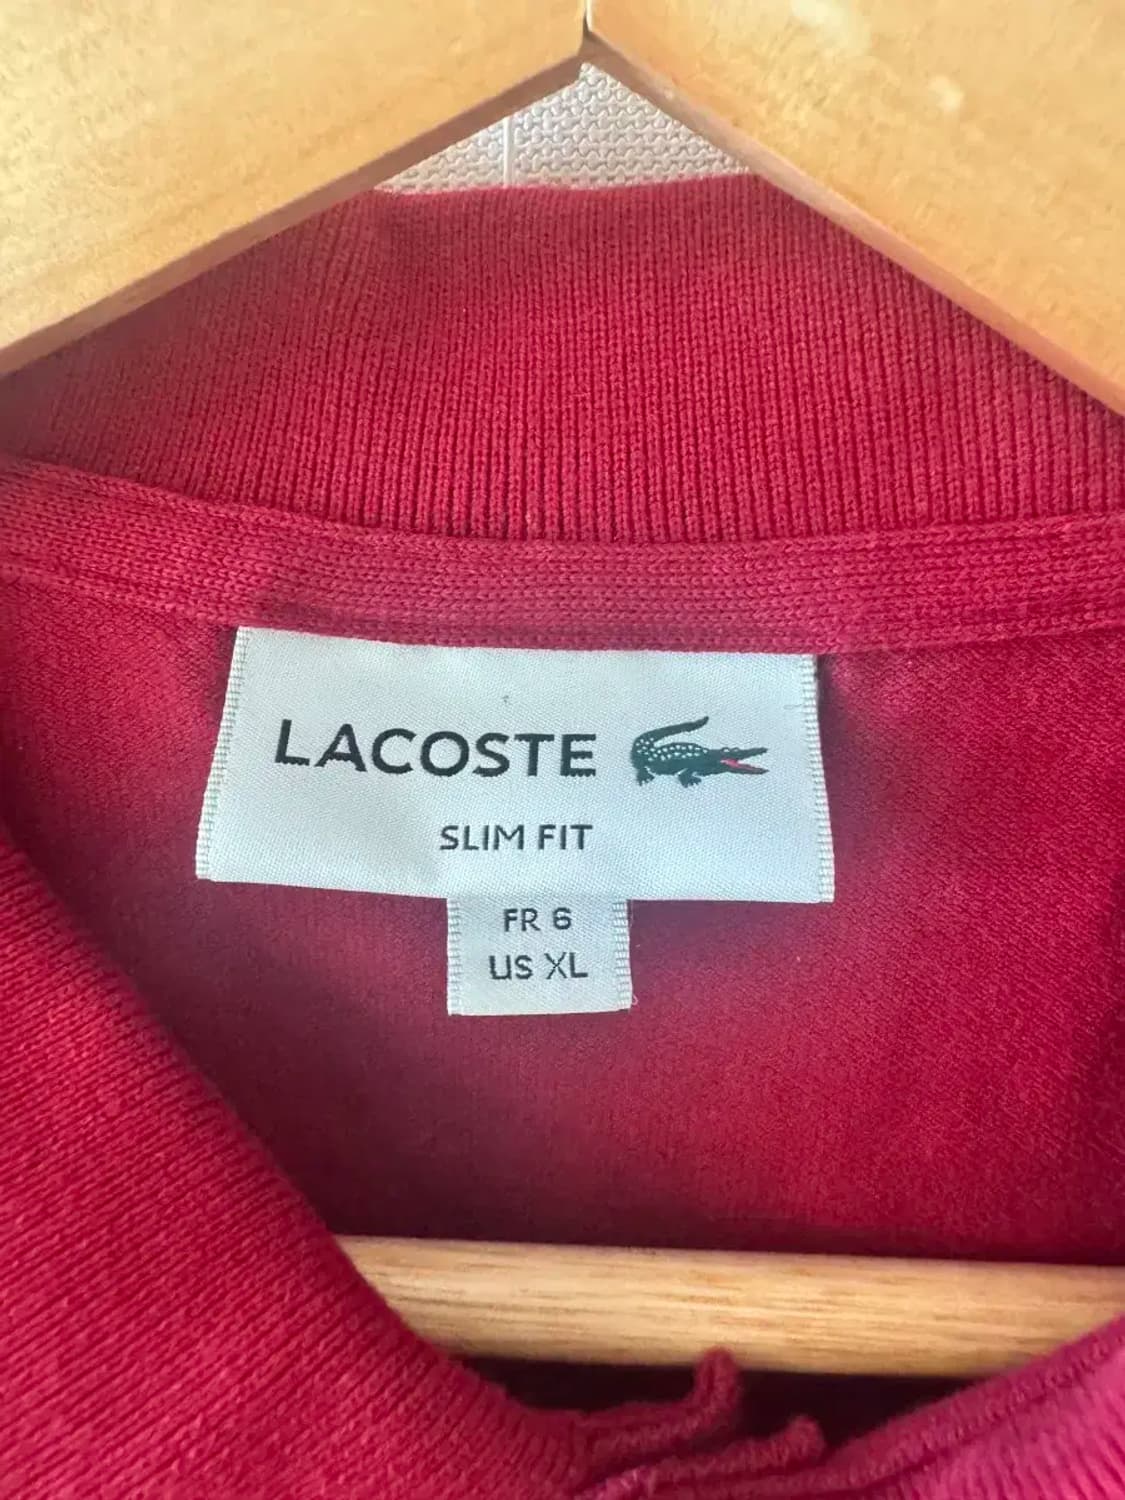 LACOSTE
SLIM FIT
FR 6
US XL